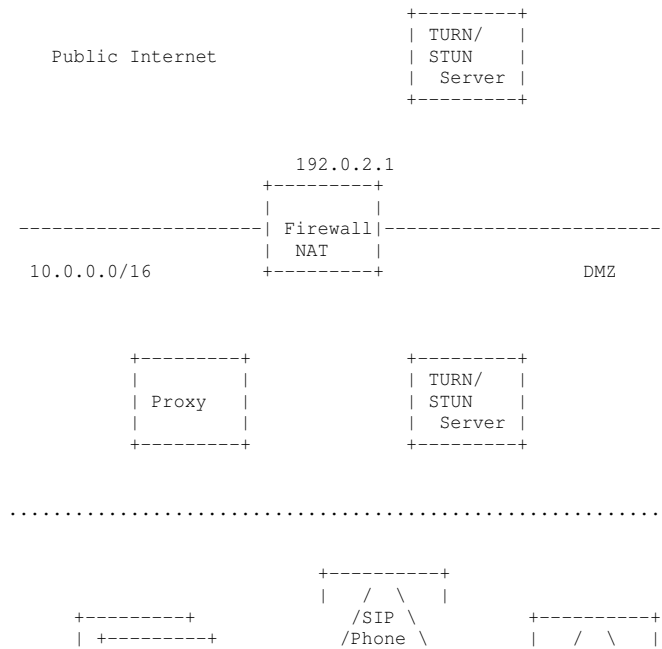 TURN/
Public Internet STUN
Server
192.0.2.1
Firewall
NAT
10.0.0.0/16 DMZ
TURN/
Proxy STUN
Server
/SIP \
/Phone \